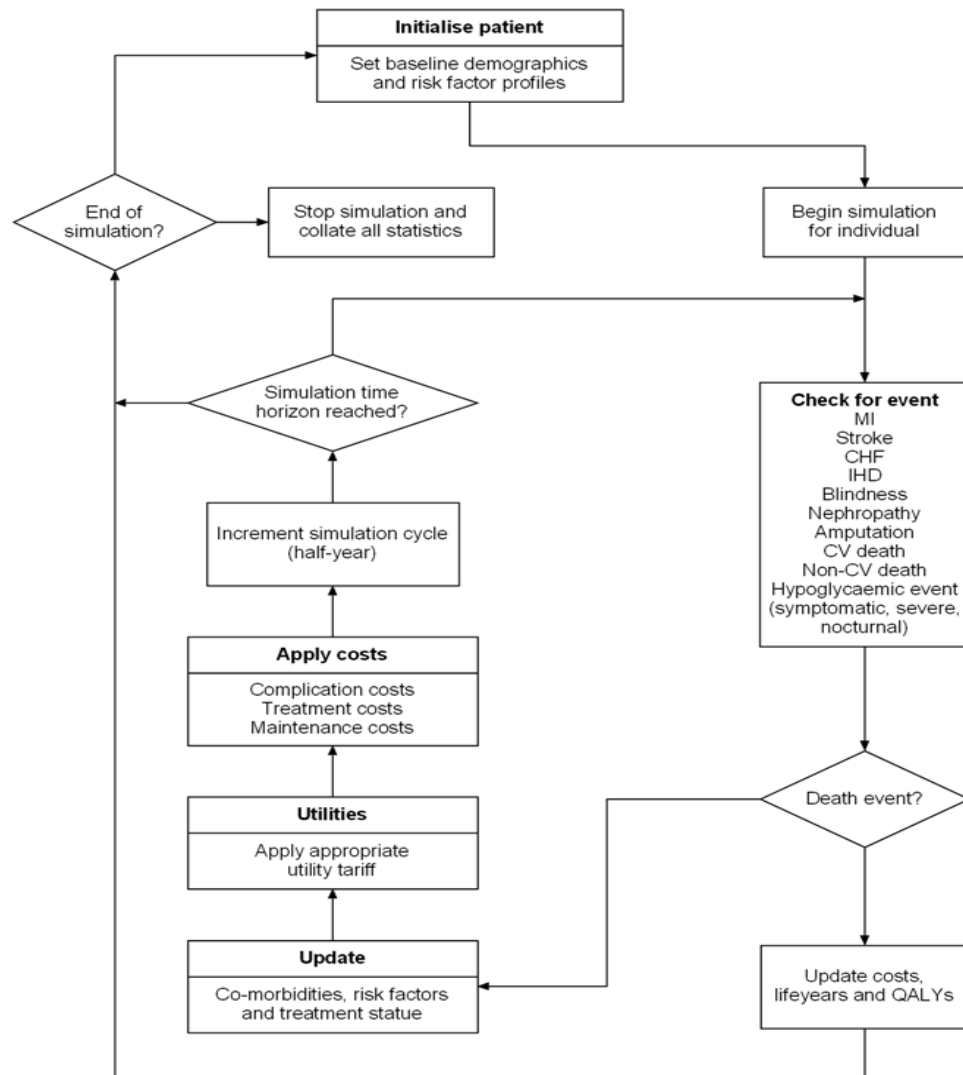 Initialise patient
Set baseline demographics
and risk factor profiles
End of
simulation?
Stop simulation and
collate all statistics
Begin simulation
for individual
Simulation time
horizon reached?
Check for event
MI
Stroke
CHF
IHD
Blindness
Nephropathy
Amputation
CV death
Non-CV death
Hypoglycaemic event
(symptomatic, severe,
nocturnal)
Increment simulation cycle
(half-year)
Apply costs
Complication costs
Treatment costs
Maintenance costs
Death event?
Utilities
Apply appropriate
utility tariff
Update
Co-morbidities, risk factors
and treatment statue
Update costs,
lifeyears and QALYs